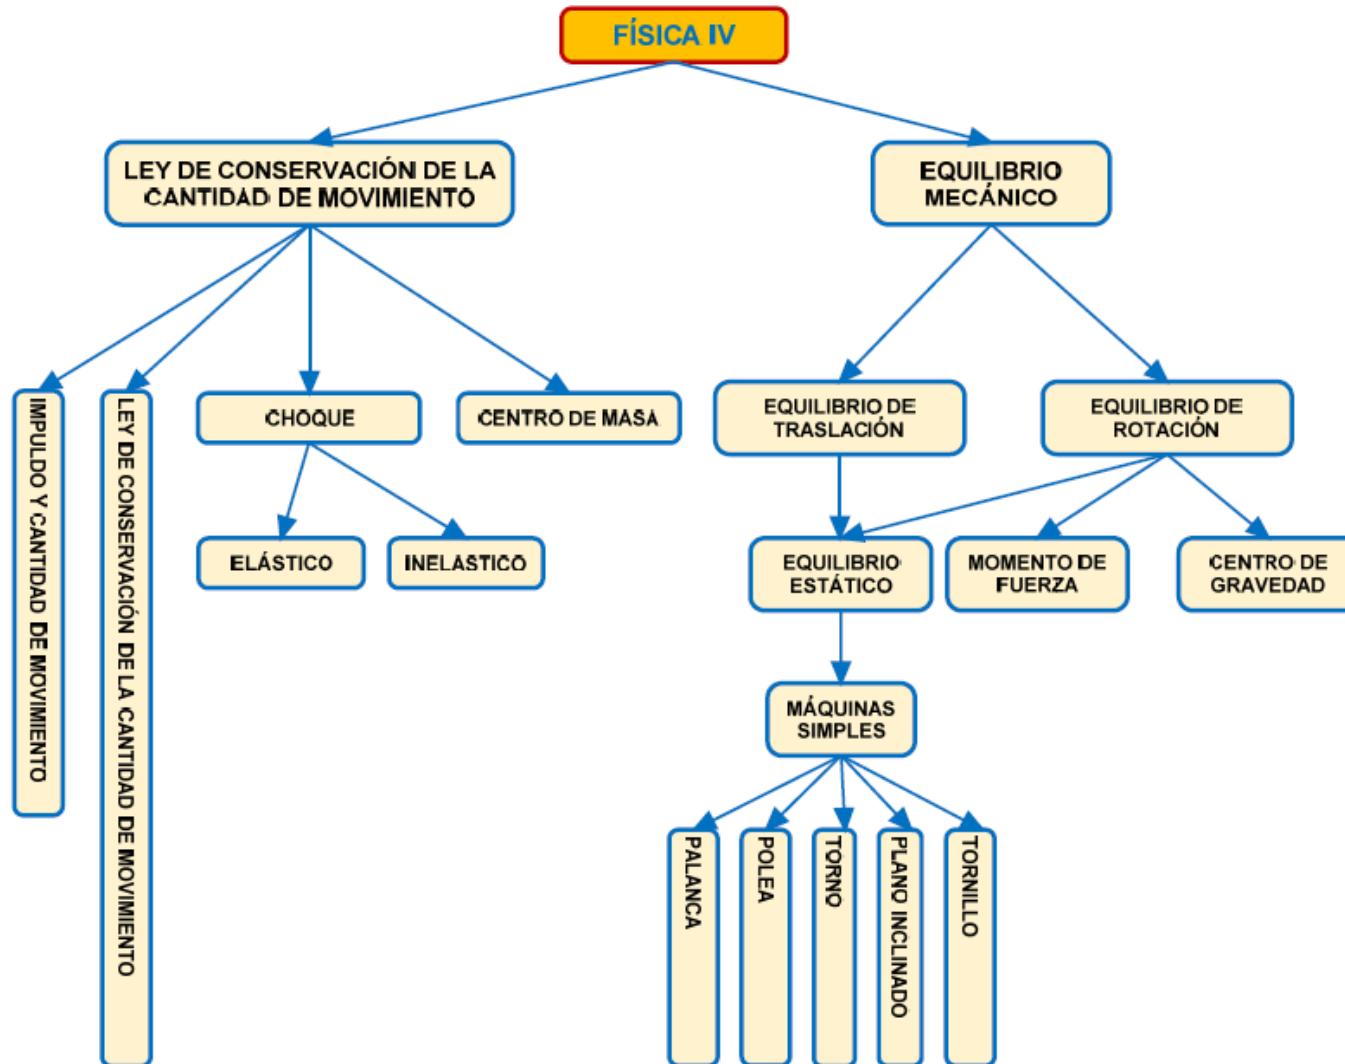 FÍSICA IV
LEY DE CONSERVACIÓN DE LA
CANTIDAD DE MOVIMIENTO
EQUILIBRIO
MECÁNICO
IMPULDO Y CANTIDAD DE MOVIMIENTO
LEY DE CONSERVACIÓN DE LA CANTIDAD DE MOVIMIENTO
CHOQUE
CENTRO DE MASA
EQUILIBRIO DE
TRASLACIÓN
EQUILIBRIO DE
ROTACIÓN
ELÁSTICO
INELASTICO
EQUILIBRIO
ESTÁTICO
MOMENTO DE
FUERZA
CENTRO DE
GRAVEDAD
MÁQUINAS
SIMPLES
PALANCA
POLEA
TORNO
PLANO INCLINADO
TORNILLO